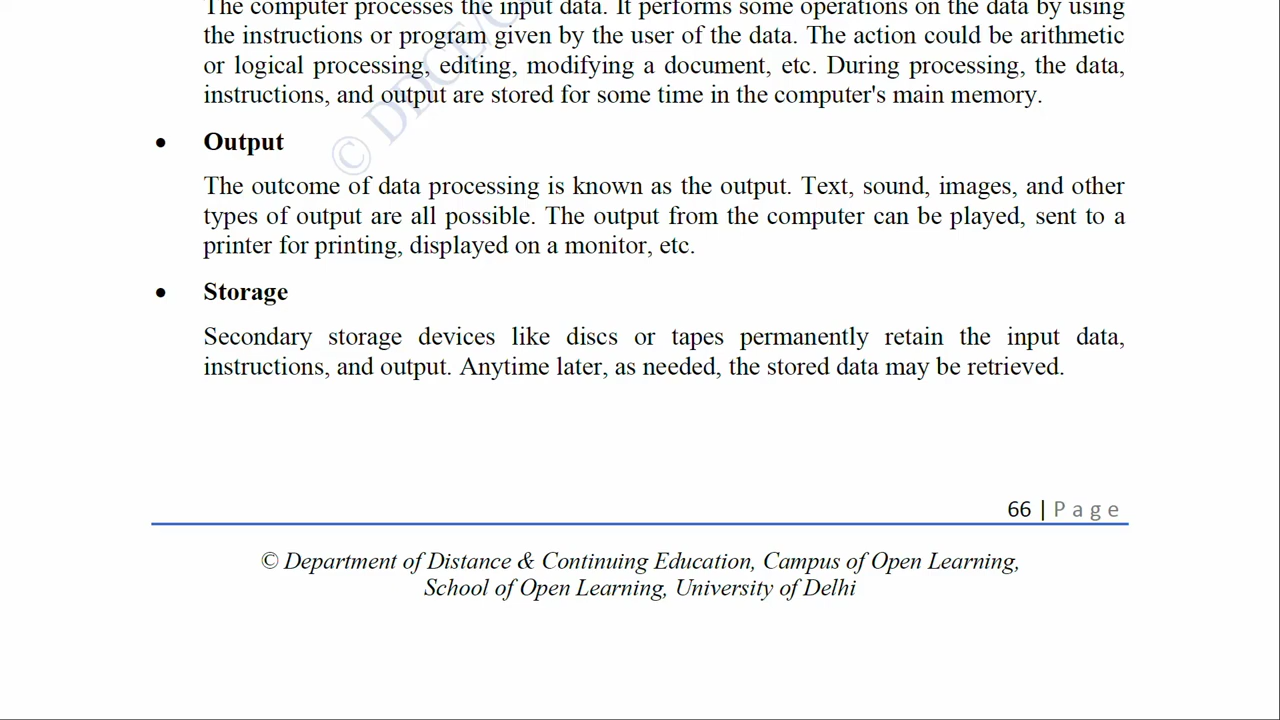 The computer processes the input data. It performs some operations on the data by using
the instructions or program given by the user of the data. The action could be arithmetic
or logical processing, editing, modifying a document, etc. During processing, the data,
instructions, and output are stored for some time in the computer's main memory.
• Output
The outcome of data processing is known as the output. Text, sound, images, and other
types of output are all possible. The output from the computer can be played, sent to a
printer for printing, displayed on a monitor, etc.
• Storage
Secondary storage devices like discs or tapes permanently retain the input data,
instructions, and output. Anytime later, as needed, the stored data may be retrieved.
66 | Page
© Department of Distance & Continuing Education, Campus of Open Learning,
School of Open Learning, University of Delhi